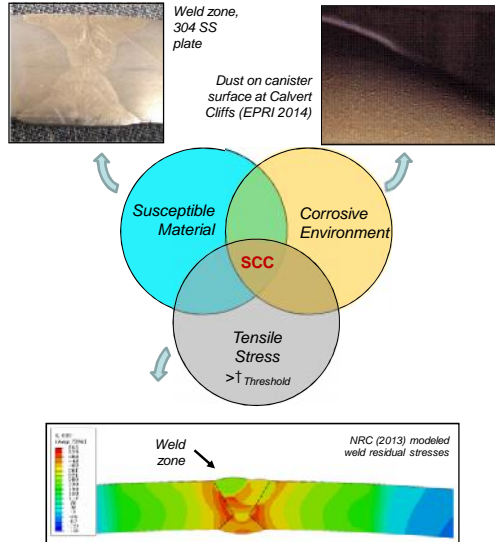 Weld zone,
304 SS
plate
Dust on canister
surface at Calvert
Cliffs (EPRI 2014)
Susceptible
Material
Corrosive
Environment
SCC
Tensile
Stress
>† Threshold
Weld
zone
NRC (2013) modeled
weld residual stresses